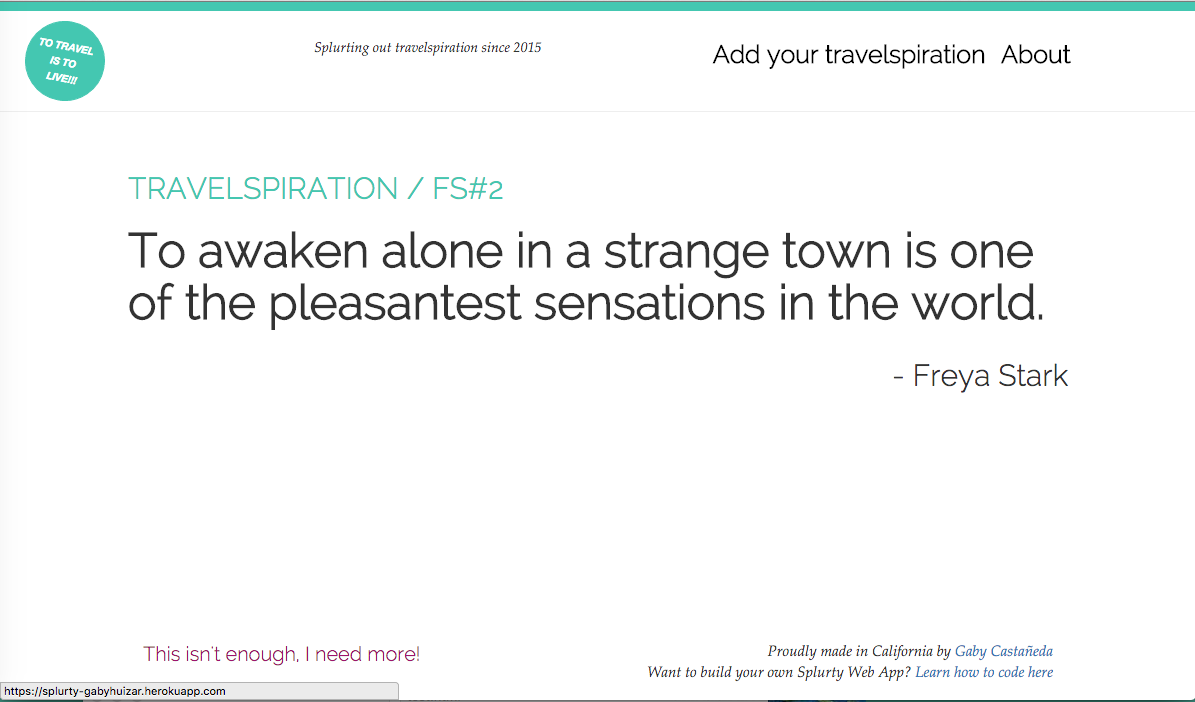 TO TRAVEL
IS TO
LIVE!!!
Splurting out travelspiration since 2015
Add your travelspiration About
TRAVELSPIRATION / FS#2
To awaken alone in a strange town is one
of the pleasantest sensations in the world.
- Freya Stark
This isn't enough, I need more!
Proudly made in California by Gaby Castañeda
Want to build your own Splurty Web App? Learn how to code here
https://splurty-gabyhuizar.herokuapp.com